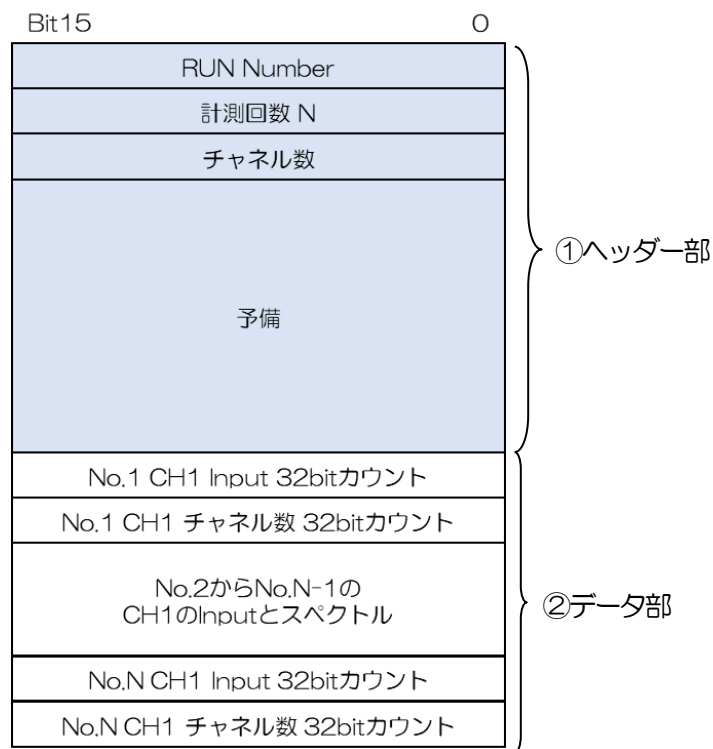 Bit15 0
RUN Number
計測回数 N
チャネル数
予備
①ヘッダー部
No.1 CH1 Input 32bitカウント
No.1 CH1 チャネル数 32bitカウント
No.2からNo.N-1の
CH1のInputとスペクトル
②データ部
No.N CH1 Input 32bitカウント
No.N CH1 チャネル数 32bitカウント